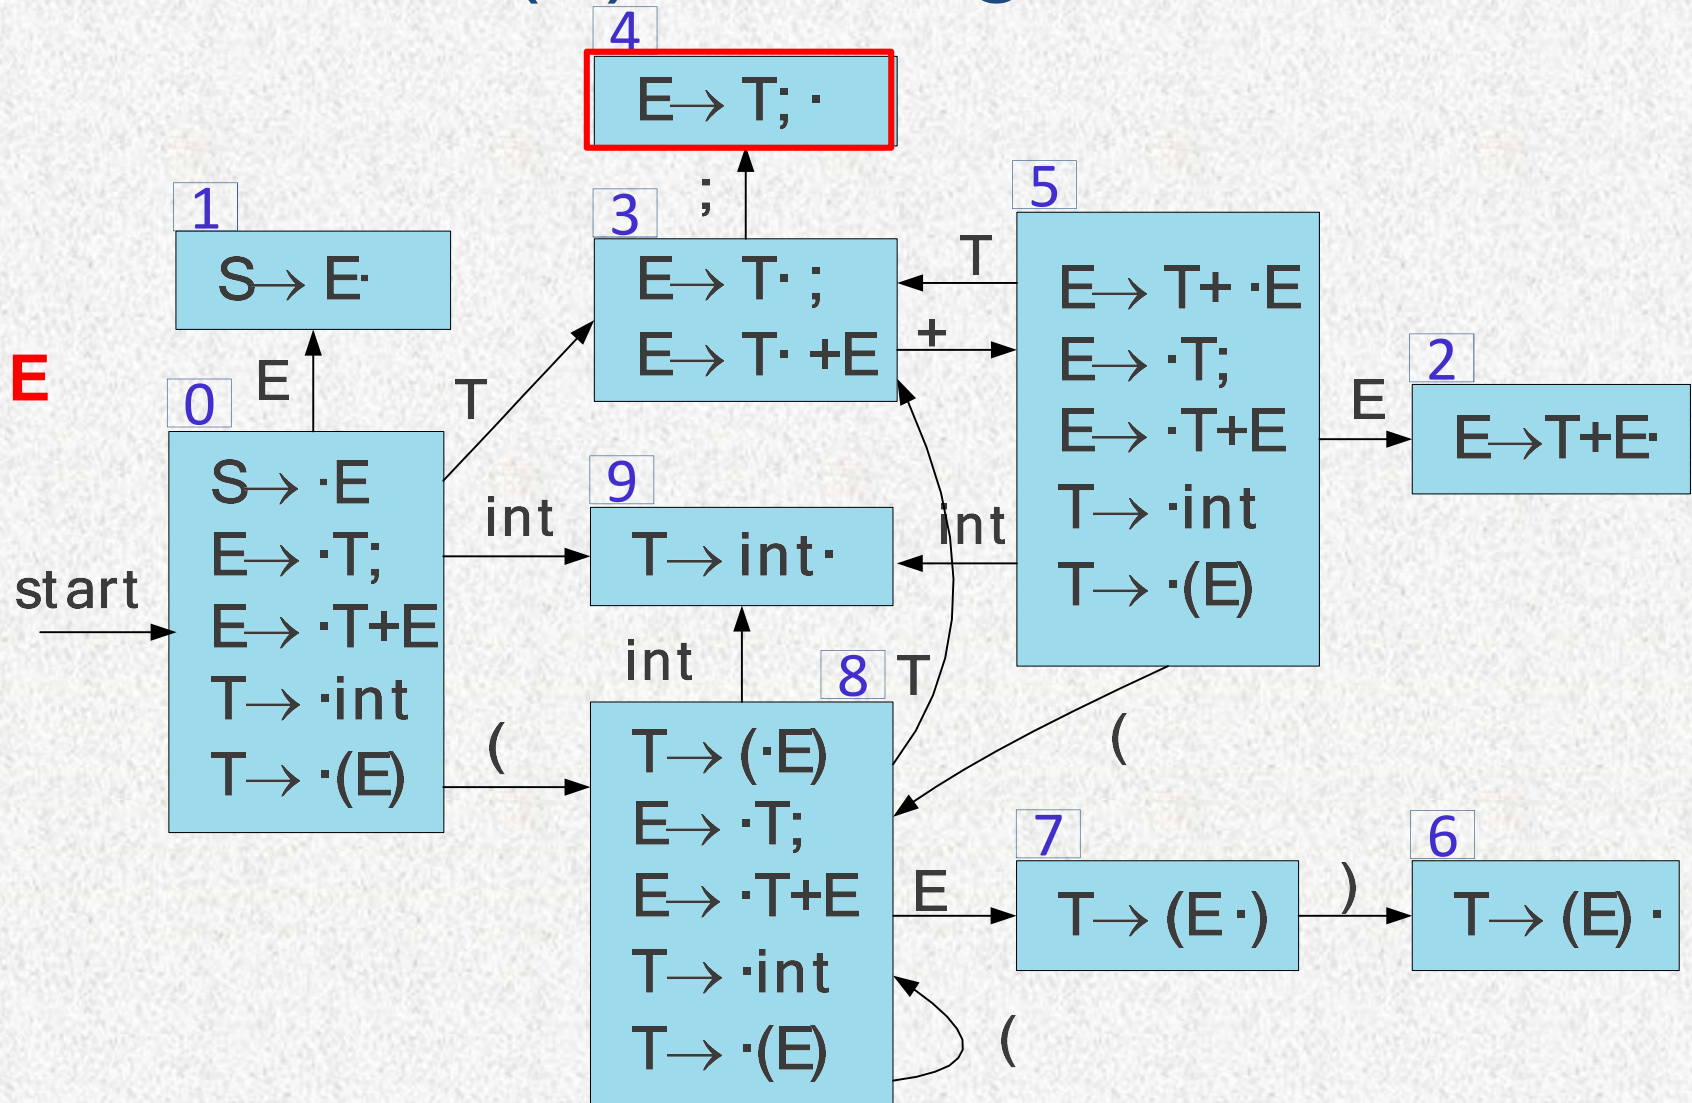 4
E→ T; ·
;
1
S→ E·
3
E→ T· ;
E→ T· +E
T
+
5
E→ T+ ·E
E→ ·T;
E→ ·T+E
T→ ·int
T→ ·(E)
E
2
E→T+E·
E
0
E
T
S→ ·E
E→ ·T;
E→ ·T+E
T→ ·int
T→ ·(E)
start
int
9
T→ int·
int
int
8
T
(
(
T→ (·E)
E→ ·T;
E→ ·T+E
T→ ·int
T→ ·(E)
E
(
7
T→ (E·)
)
6
T→ (E) ·